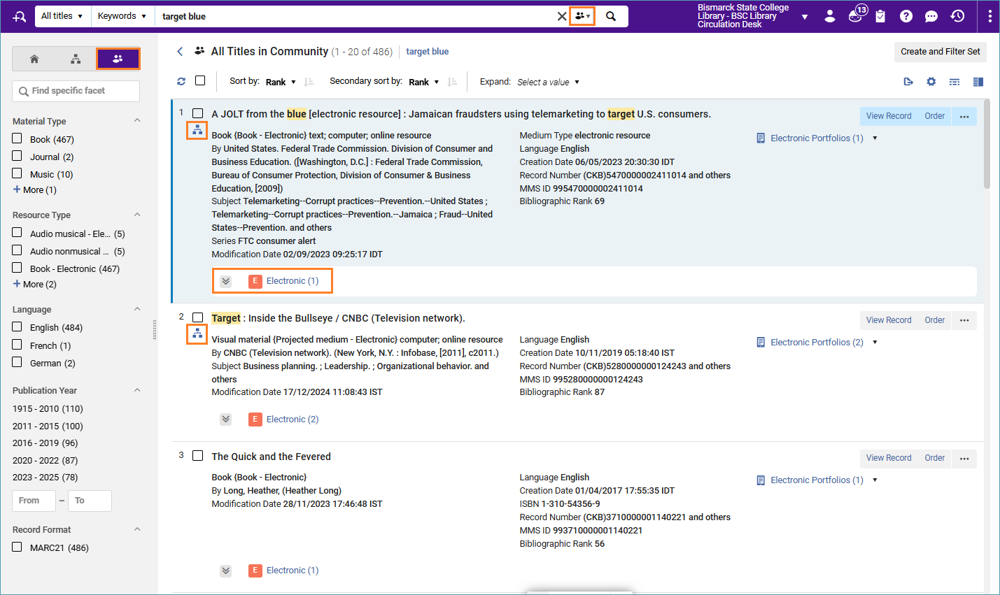 All titles
Keywords
target blue
Bismarck State College
Library - BSC Library
Circulation Desk
13
Find specific facet
Material Type
Book (467)
Journal (2)
Music (10)
+ More (1)
Resource Type
Audio musical - Ele... (5)
Audio nonmusical ... (5)
Book - Electronic (467)
+ More (2)
Language
English (484)
French (1)
German (2)
Publication Year
1915 - 2010 (110)
2011 - 2015 (100)
2016 - 2019 (96)
2020 - 2022 (87)
2023 - 2025 (78)
From – To
Record Format
MARC21 (486)
All Titles in Community (1 - 20 of 486) target blue
Create and Filter Set
Sort by: Rank Secondary sort by: Rank Expand: Select a value
1 A JOLT from the blue [electronic resource] : Jamaican fraudsters using telemarketing to target U.S. consumers.
View Record Order ...
Book {Book - Electronic} text; computer; online resource
By United States. Federal Trade Commission. Division of Consumer and
Business Education. ([Washington, D.C.] : Federal Trade Commission,
Bureau of Consumer Protection, Division of Consumer & Business
Education, [2009])
Subject Telemarketing--Corrupt practices--Prevention.--United States ;
Telemarketing--Corrupt practices--Prevention.--Jamaica ; Fraud--United
States--Prevention. and others
Series FTC consumer alert
Modification Date 02/09/2023 09:25:17 IDT
Medium Type electronic resource
Language English
Creation Date 06/05/2023 20:30:30 IDT
Record Number (CKB)5470000002411014 and others
MMS ID 995470000002411014
Bibliographic Rank 69
Electronic Portfolios (1)
E Electronic (1)
2 Target : Inside the Bullseye / CNBC (Television network).
View Record Order ...
Visual material {Projected medium - Electronic} computer; online resource
By CNBC (Television network). (New York, N.Y. : Infobase, [2011], c2011.)
Subject Business planning. ; Leadership. ; Organizational behavior. and
others
Modification Date 17/12/2024 11:08:43 IST
Language English
Creation Date 10/11/2019 05:18:40 IST
Record Number (CKB)5280000000124243 and others
MMS ID 995280000000124243
Bibliographic Rank 87
Electronic Portfolios (2)
E Electronic (2)
3 The Quick and the Fevered
View Record Order ...
Book {Book - Electronic}
By Long, Heather, (Heather Long)
Modification Date 28/11/2023 17:46:48 IST
Language English
Creation Date 01/04/2017 17:55:35 IDT
ISBN 1-310-54356-9
Record Number (CKB)3710000001140221 and others
MMS ID 993710000001140221
Bibliographic Rank 56
Electronic Portfolios (1)
E Electronic (1)